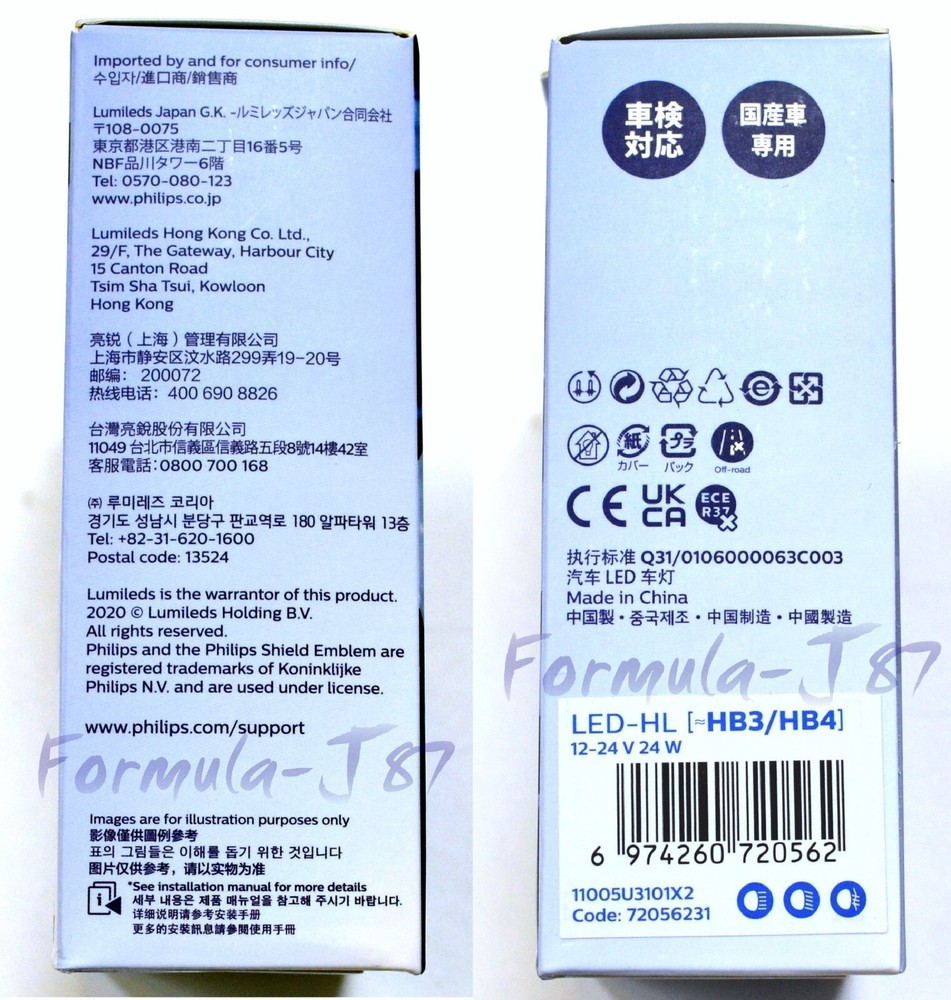 Imported by and for consumer info/
수입자/進口商/銷售商
Lumileds Japan G.K. -ルミレッズジャパン合同会社
〒108-0075
東京都港区港南二丁目16番5号
NBF品川タワー6階
Tel: 0570-080-123
www.philips.co.jp
Lumileds Hong Kong Co. Ltd.,
29/F, The Gateway, Harbour City
15 Canton Road
Tsim Sha Tsui, Kowloon
Hong Kong
亮锐（上海）管理有限公司
上海市静安区汶水路299弄19-20号
邮编： 200072
热线电话： 400 690 8826
台灣亮銳股份有限公司
11049 台北市信義區信義路五段8號14樓42室
客服電話：0800 700 168
㈜ 루미레즈 코리아
경기도 성남시 분당구 판교역로 180 알파타워 13층
Tel: +82-31-620-1600
Postal code: 13524
Lumileds is the warrantor of this product.
2020 © Lumileds Holding B.V.
All rights reserved.
Philips and the Philips Shield Emblem are
registered trademarks of Koninklijke
Philips N.V. and are used under license.
www.philips.com/support
Formula-J87
Images are for illustration purposes only
影像僅供圖例參考
표의 그림들은 이해를 돕기 위한 것입니다
图片仅供参考，请以实物为准
*See installation manual for more details
세부 내용은 제품 매뉴얼을 참고해 주시기 바랍니다.
详细说明请参考安装手册
更多的安裝訊息請參閱使用手冊
車検
対応
国産車
専用
e
紙
カバー
プラ
パック
Off-road
CE
UK
CA
ECE
R37
执行标准 Q31/0106000063C003
汽车 LED 车灯
Made in China
中国製・중국제조・中国制造・中國製造
Formula-J87
LED-HL [≈HB3/HB4]
12-24 V 24 W
6 974260 720562
11005U3101X2
Code: 72056231